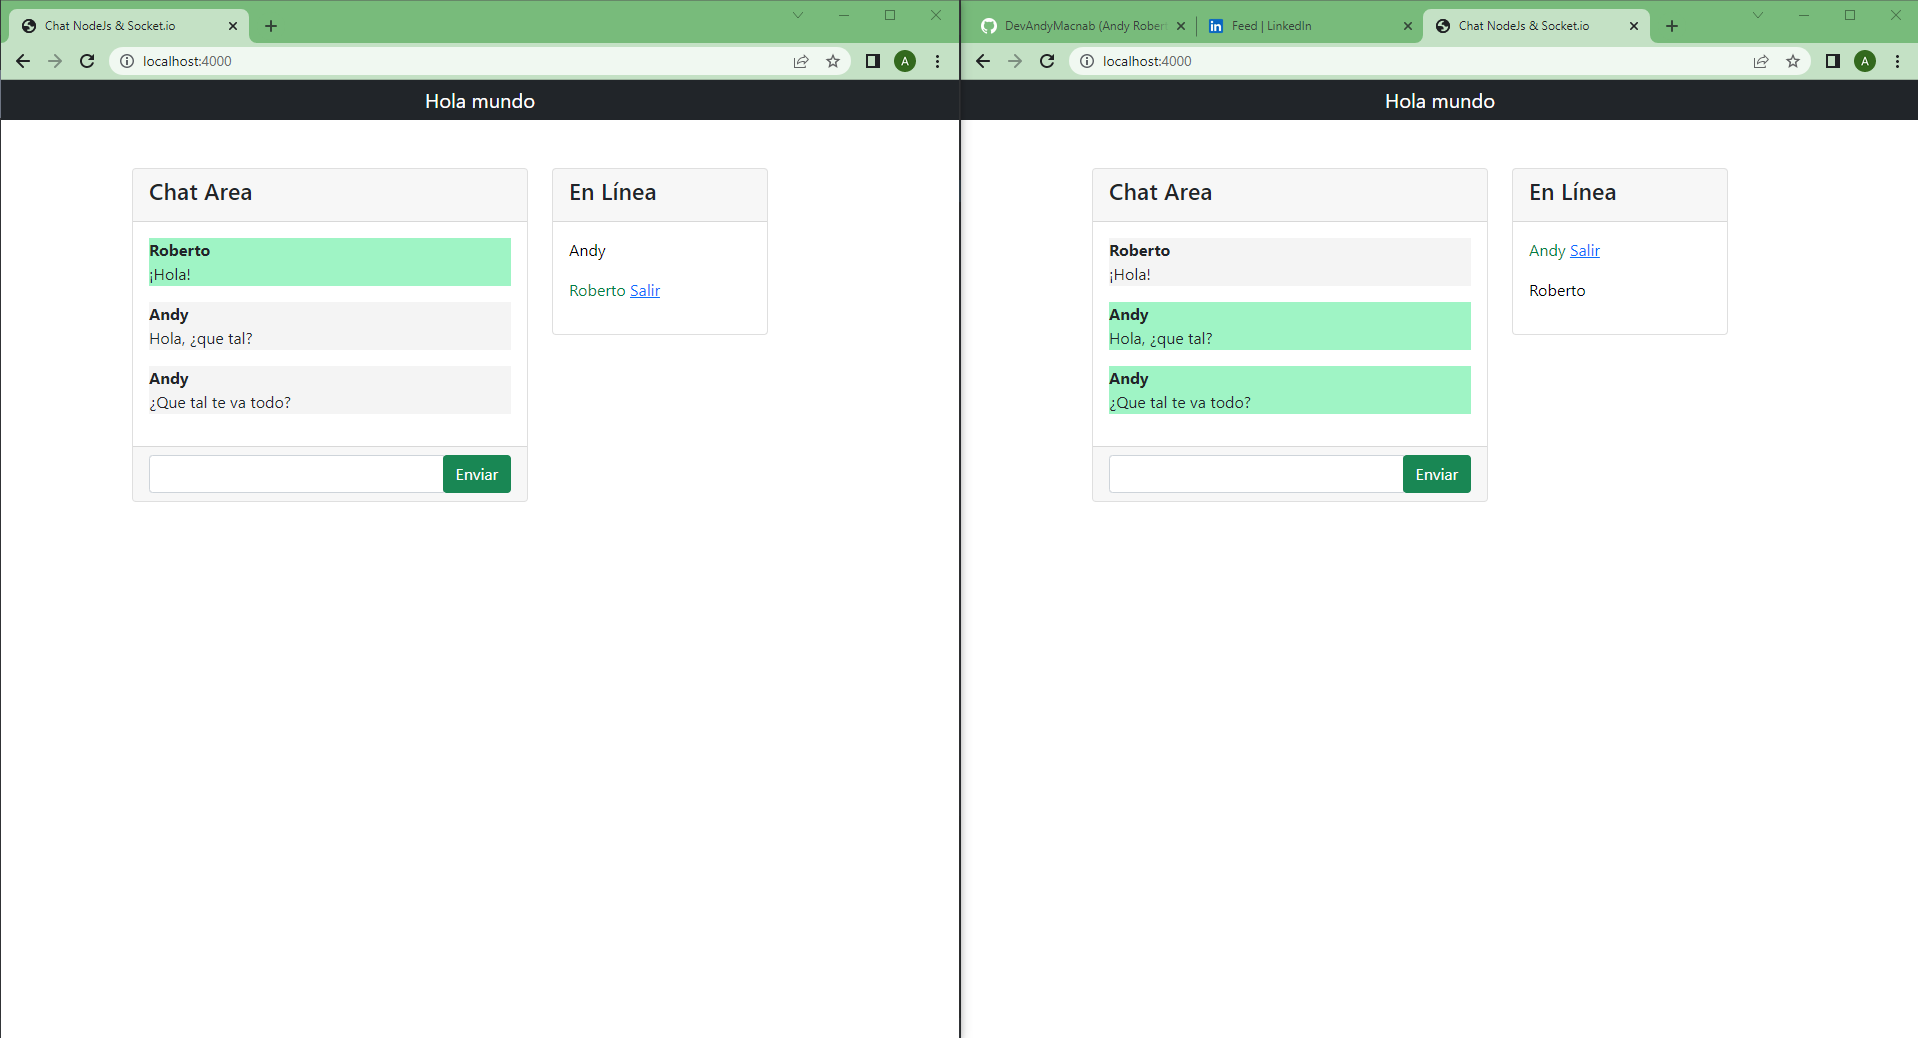 Chat NodeJs & Socket.io
localhost:4000
A
Hola mundo
Chat Area
Roberto
¡Hola!
Andy
Hola, ¿que tal?
Andy
¿Que tal te va todo?
Enviar
En Línea
Andy
Roberto Salir
DevAndyMacnab (Andy Rober
Feed | LinkedIn
Chat NodeJs & Socket.io
localhost:4000
A
Hola mundo
Chat Area
Roberto
¡Hola!
Andy
Hola, ¿que tal?
Andy
¿Que tal te va todo?
Enviar
En Línea
Andy Salir
Roberto